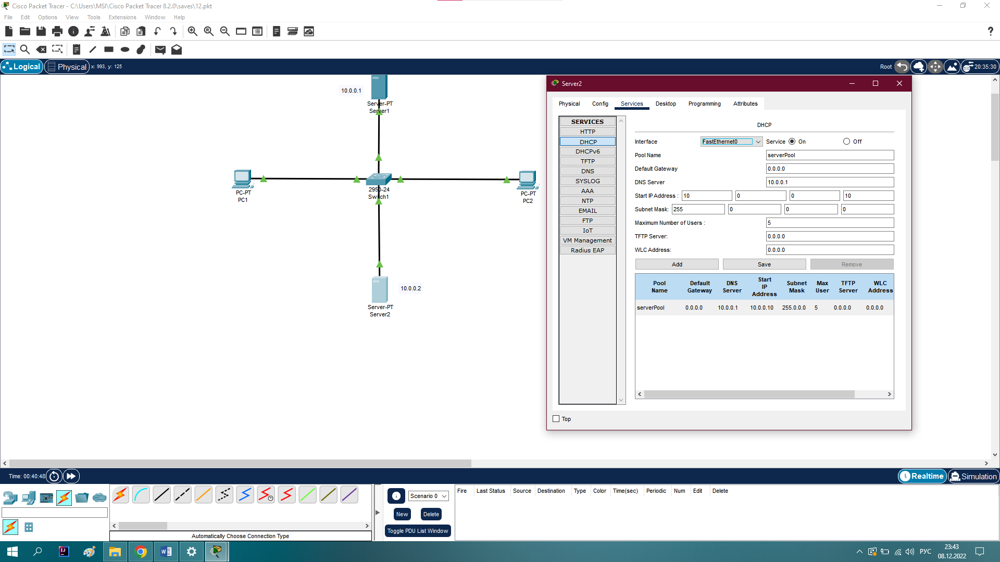 Cisco Packet Tracer - C:\Users\MSI\Cisco Packet Tracer 8.2.0\saves\12.pkt
File Edit Options View Tools Extensions Window Help
Logical Physical x: 993, y: 125 Root 20:35:30
10.0.0.1
Server-PT
Server1
PC-PT
PC1
2950-24
Switch1
PC-PT
PC2
10.0.0.2
Server-PT
Server2
Server2
Physical Config Services Desktop Programming Attributes
SERVICES
HTTP
DHCP
DHCPv6
TFTP
DNS
SYSLOG
AAA
NTP
EMAIL
FTP
IoT
VM Management
Radius EAP
DHCP
Interface FastEthernet0 Service On Off
Pool Name serverPool
Default Gateway 0.0.0.0
DNS Server 10.0.0.1
Start IP Address : 10 0 0 10
Subnet Mask: 255 0 0 0
Maximum Number of Users : 5
TFTP Server: 0.0.0.0
WLC Address: 0.0.0.0
Add Save Remove
Pool Name Default Gateway DNS Server Start IP Address Subnet Mask Max User TFTP Server WLC Address
serverPool 0.0.0.0 10.0.0.1 10.0.0.10 255.0.0.0 5 0.0.0.0 0.0.0.0
Top
Time: 00:40:48 Realtime Simulation
Scenario 0
New Delete
Toggle PDU List Window
Fire Last Status Source Destination Type Color Time(sec) Periodic Num Edit Delete
Automatically Choose Connection Type
РУС
23:43
08.12.2022